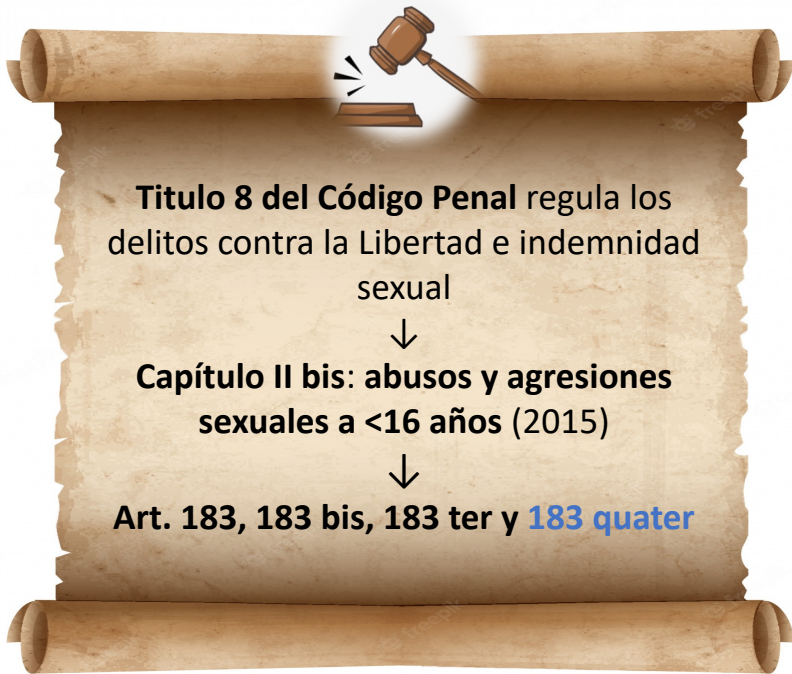 Titulo 8 del Código Penal regula los
delitos contra la Libertad e indemnidad
sexual
↓
Capítulo II bis: abusos y agresiones
sexuales a <16 años (2015)
↓
Art. 183, 183 bis, 183 ter y 183 quater